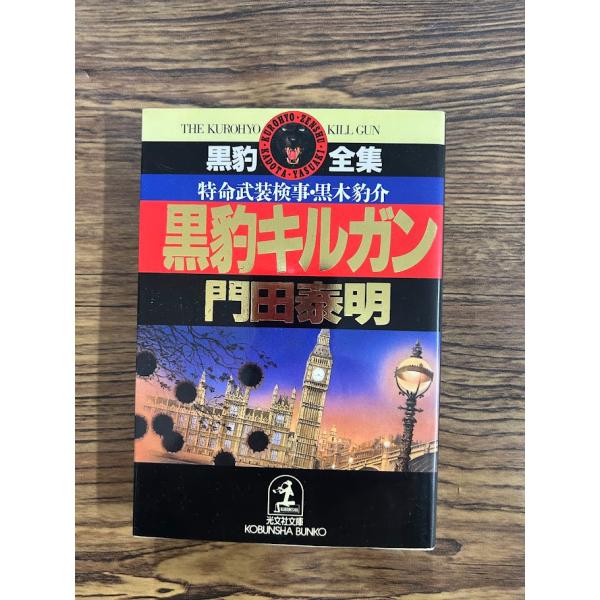 THE KUROHYO KILL GUN
KUROHYO・ZENSHU・KADOTA・YASUAKI
黒豹全集
特命武装検事・黒木豹介
黒豹キルガン
門田泰明
KOBUNSHA
光文社文庫
KOBUNSHA BUNKO